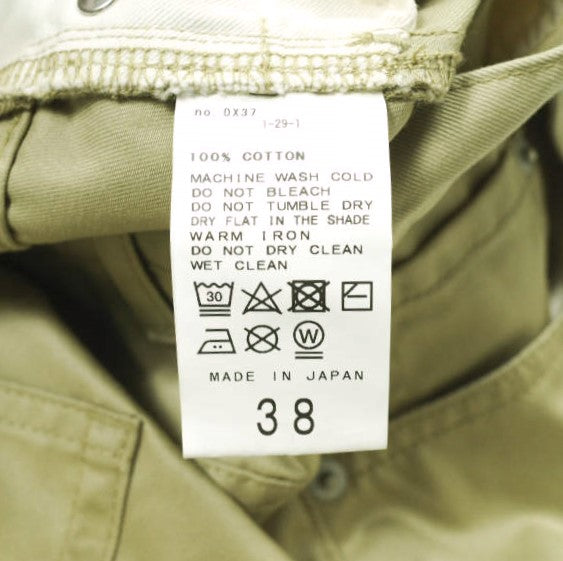 no. DX37
1-29-1
100% COTTON
MACHINE WASH COLD
DO NOT BLEACH
DO NOT TUMBLE DRY
DRY FLAT IN THE SHADE
WARM IRON
DO NOT DRY CLEAN
WET CLEAN
30
W
MADE IN JAPAN
38